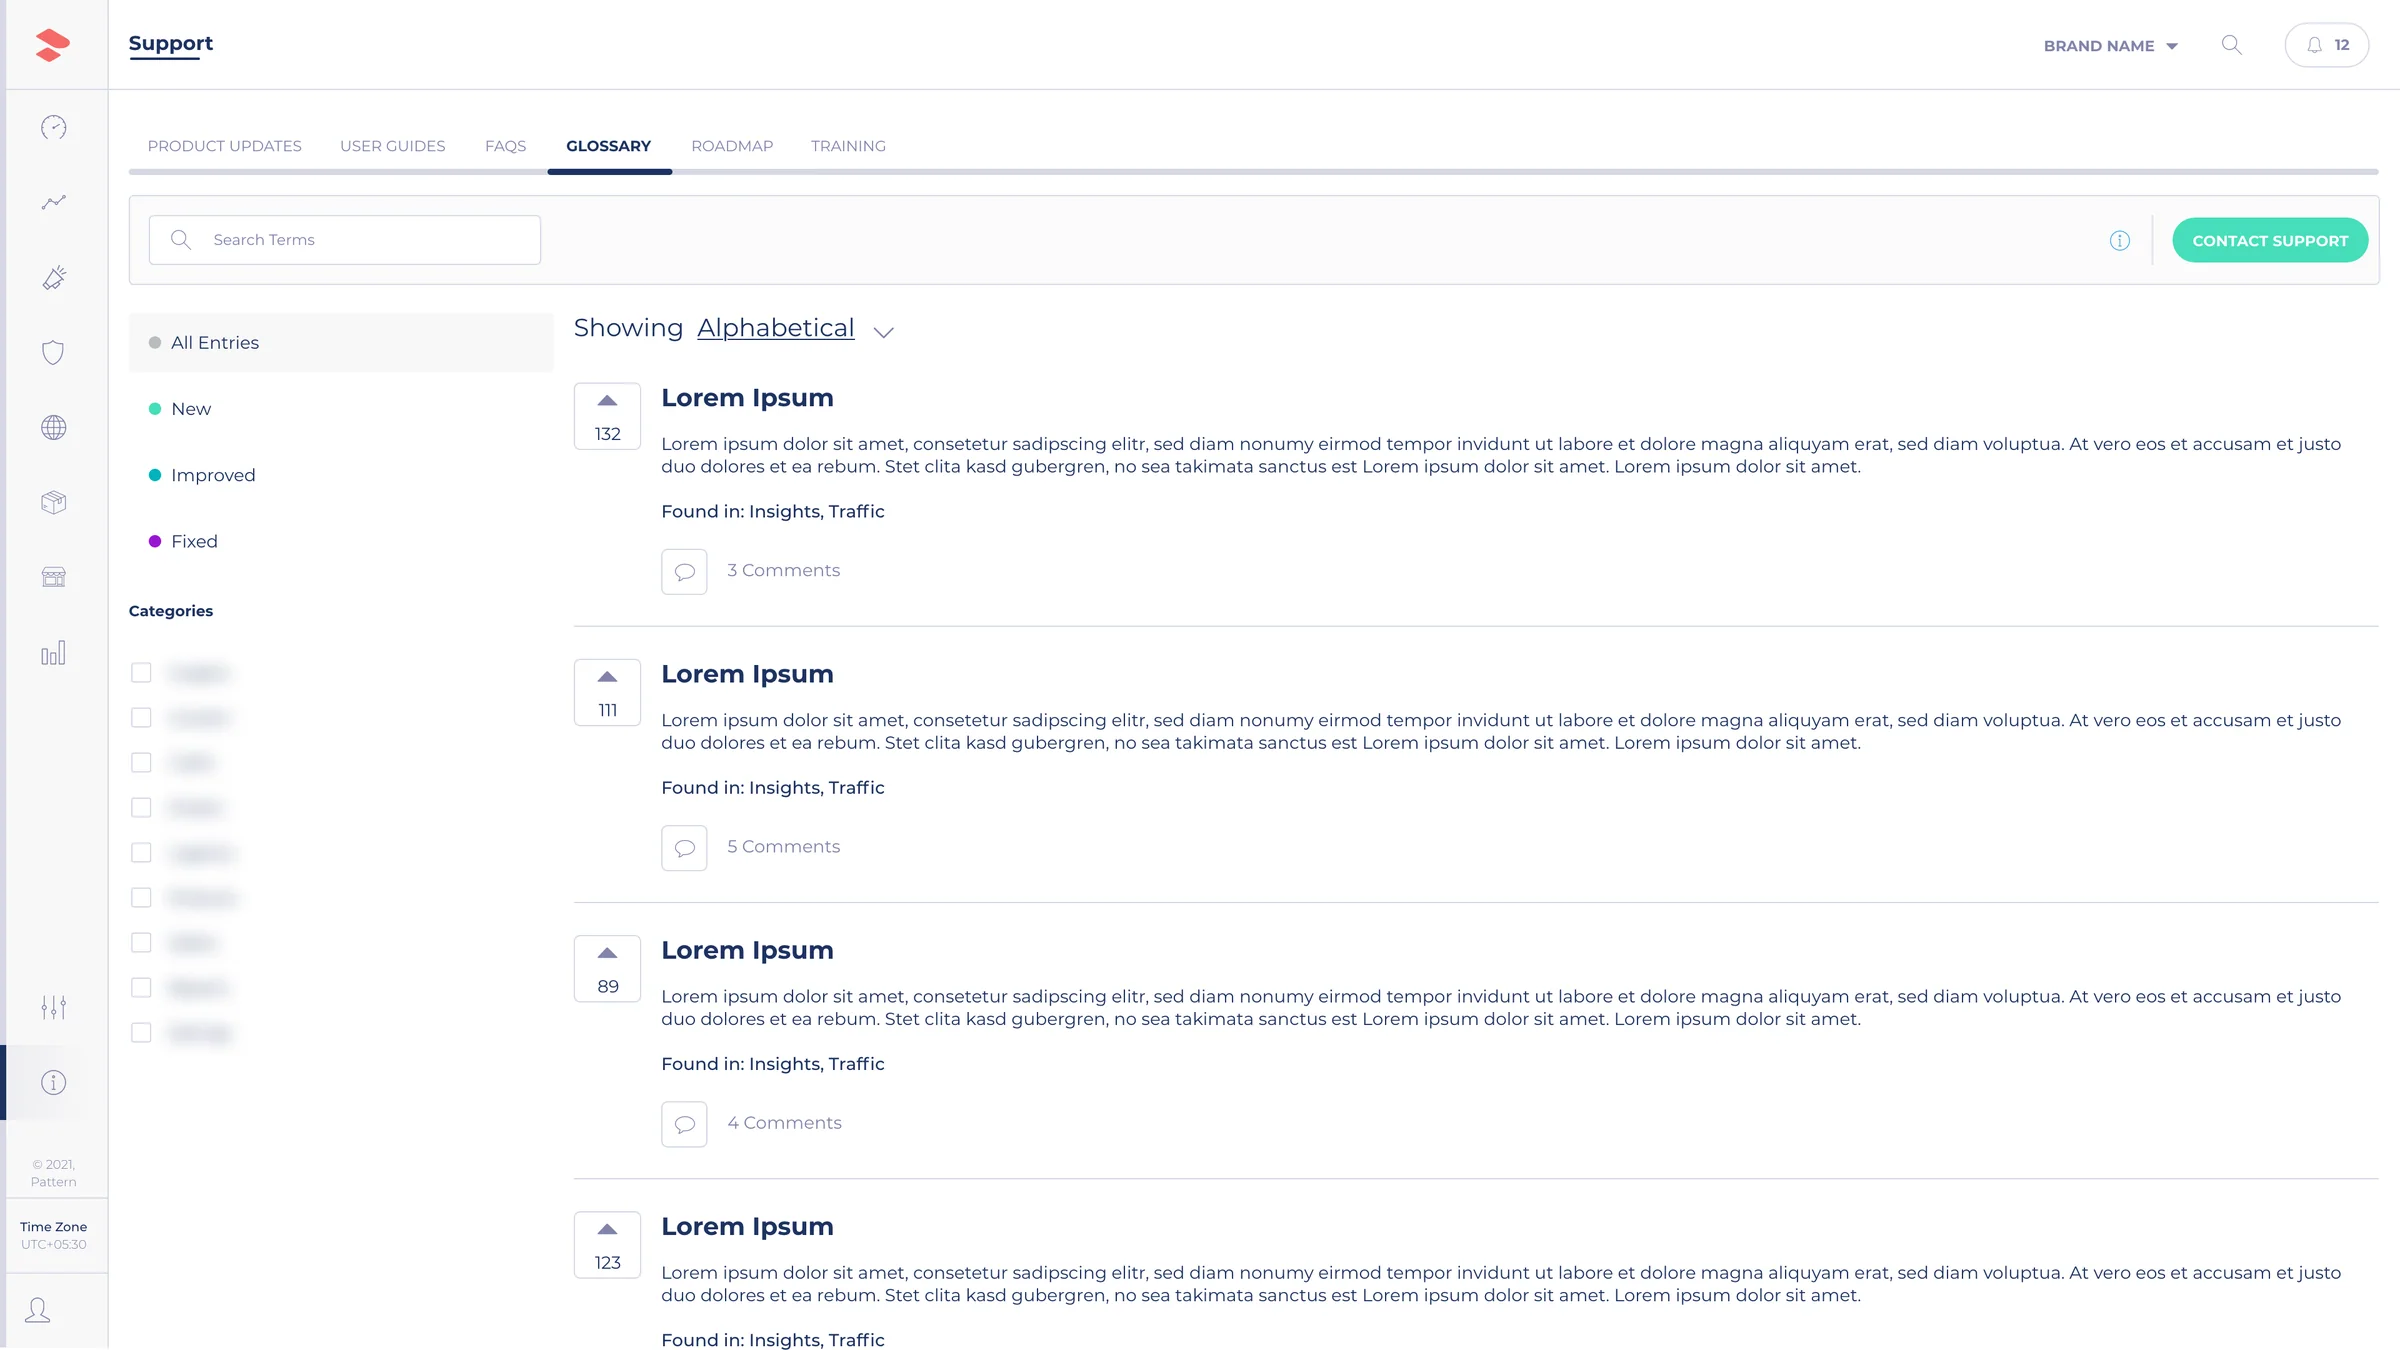 Support
BRAND NAME
12
PRODUCT UPDATES
USER GUIDES
FAQS
GLOSSARY
ROADMAP
TRAINING
Search Terms
CONTACT SUPPORT
All Entries
New
Improved
Fixed
Categories
Showing Alphabetical
132
Lorem Ipsum
Lorem ipsum dolor sit amet, consetetur sadipscing elitr, sed diam nonumy eirmod tempor invidunt ut labore et dolore magna aliquyam erat, sed diam voluptua. At vero eos et accusam et justo
duo dolores et ea rebum. Stet clita kasd gubergren, no sea takimata sanctus est Lorem ipsum dolor sit amet. Lorem ipsum dolor sit amet.
Found in: Insights, Traffic
3 Comments
111
Lorem Ipsum
Lorem ipsum dolor sit amet, consetetur sadipscing elitr, sed diam nonumy eirmod tempor invidunt ut labore et dolore magna aliquyam erat, sed diam voluptua. At vero eos et accusam et justo
duo dolores et ea rebum. Stet clita kasd gubergren, no sea takimata sanctus est Lorem ipsum dolor sit amet. Lorem ipsum dolor sit amet.
Found in: Insights, Traffic
5 Comments
89
Lorem Ipsum
Lorem ipsum dolor sit amet, consetetur sadipscing elitr, sed diam nonumy eirmod tempor invidunt ut labore et dolore magna aliquyam erat, sed diam voluptua. At vero eos et accusam et justo
duo dolores et ea rebum. Stet clita kasd gubergren, no sea takimata sanctus est Lorem ipsum dolor sit amet. Lorem ipsum dolor sit amet.
Found in: Insights, Traffic
4 Comments
123
Lorem Ipsum
Lorem ipsum dolor sit amet, consetetur sadipscing elitr, sed diam nonumy eirmod tempor invidunt ut labore et dolore magna aliquyam erat, sed diam voluptua. At vero eos et accusam et justo
duo dolores et ea rebum. Stet clita kasd gubergren, no sea takimata sanctus est Lorem ipsum dolor sit amet. Lorem ipsum dolor sit amet.
Found in: Insights, Traffic
© 2021,
Pattern
Time Zone
UTC+05:30